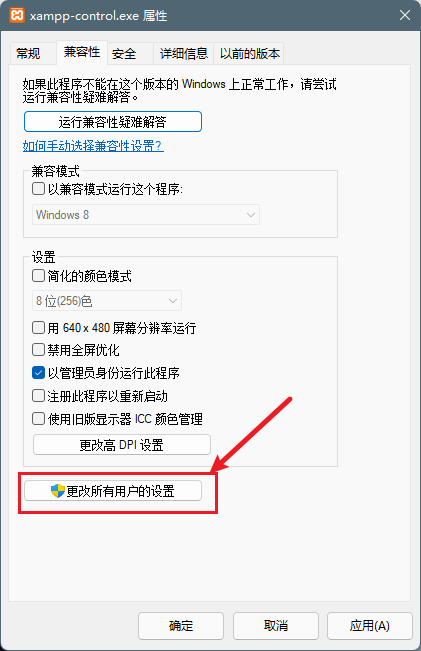 xampp-control.exe 属性
常规 兼容性 安全 详细信息 以前的版本
如果此程序不能在这个版本的 Windows 上正常工作，请尝试
运行兼容性疑难解答。
运行兼容性疑难解答
如何手动选择兼容性设置?
兼容模式
以兼容模式运行这个程序:
Windows 8
设置
简化的颜色模式
8 位(256)色
用 640 x 480 屏幕分辨率运行
禁用全屏优化
以管理员身份运行此程序
注册此程序以重新启动
使用旧版显示器 ICC 颜色管理
更改高 DPI 设置
更改所有用户的设置
确定 取消 应用(A)